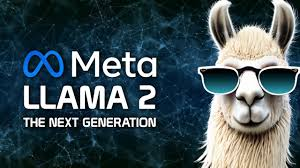 Meta
LLAMA 2
THE NEXT GENERATION